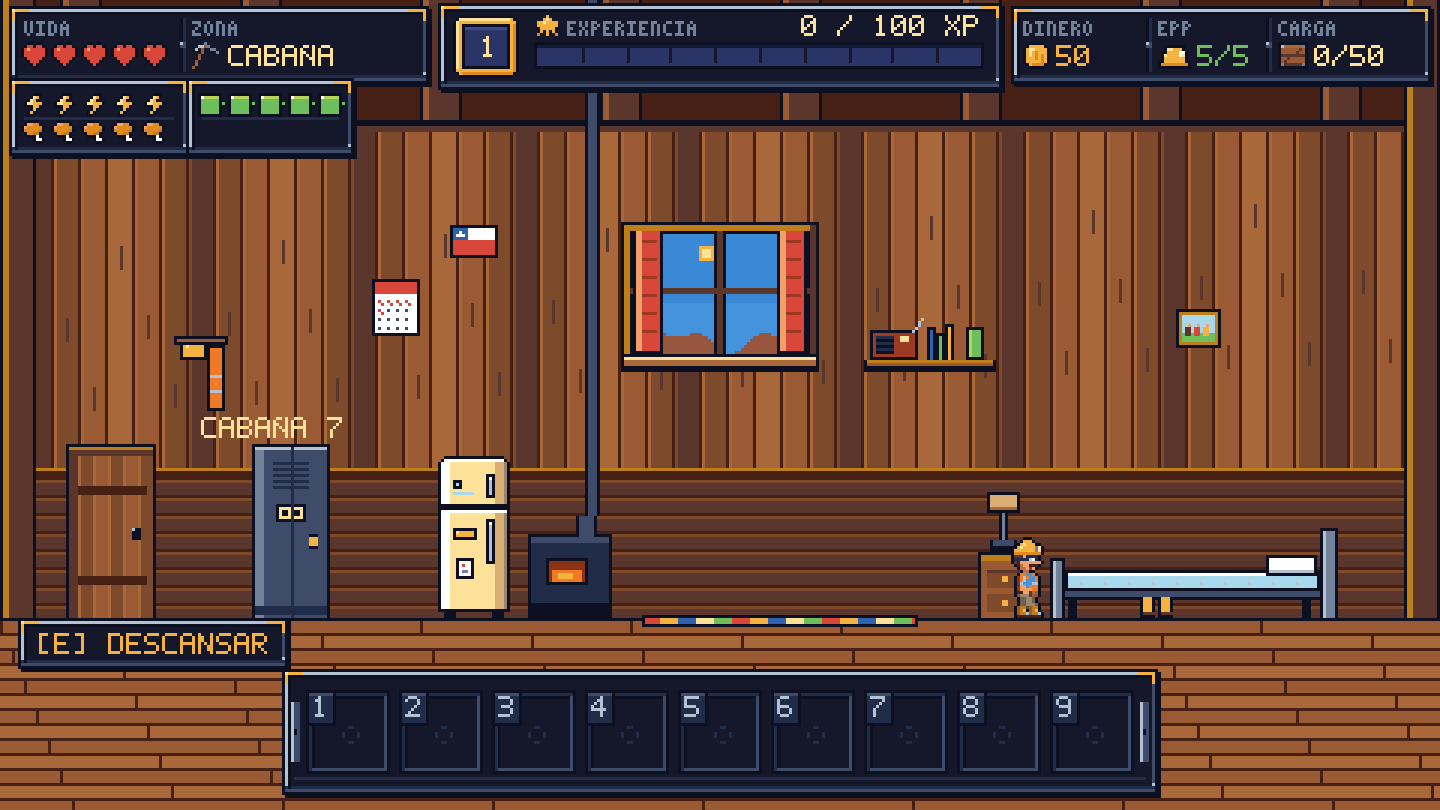 VIDA
ZONA
CABAÑA
1
EXPERIENCIA
0 / 100 XP
DINERO
50
EPP
5/5
CARGA
0/50
CABAÑA 7
[E] DESCANSAR
1 2 3 4 5 6 7 8 9